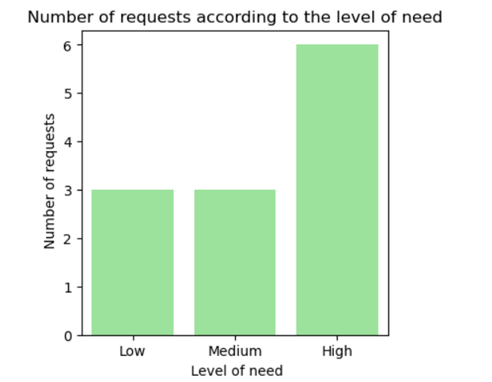 Number of requests according to the level of need
6
5
4
3
2
1
0
Number of requests
Low Medium High
Level of need